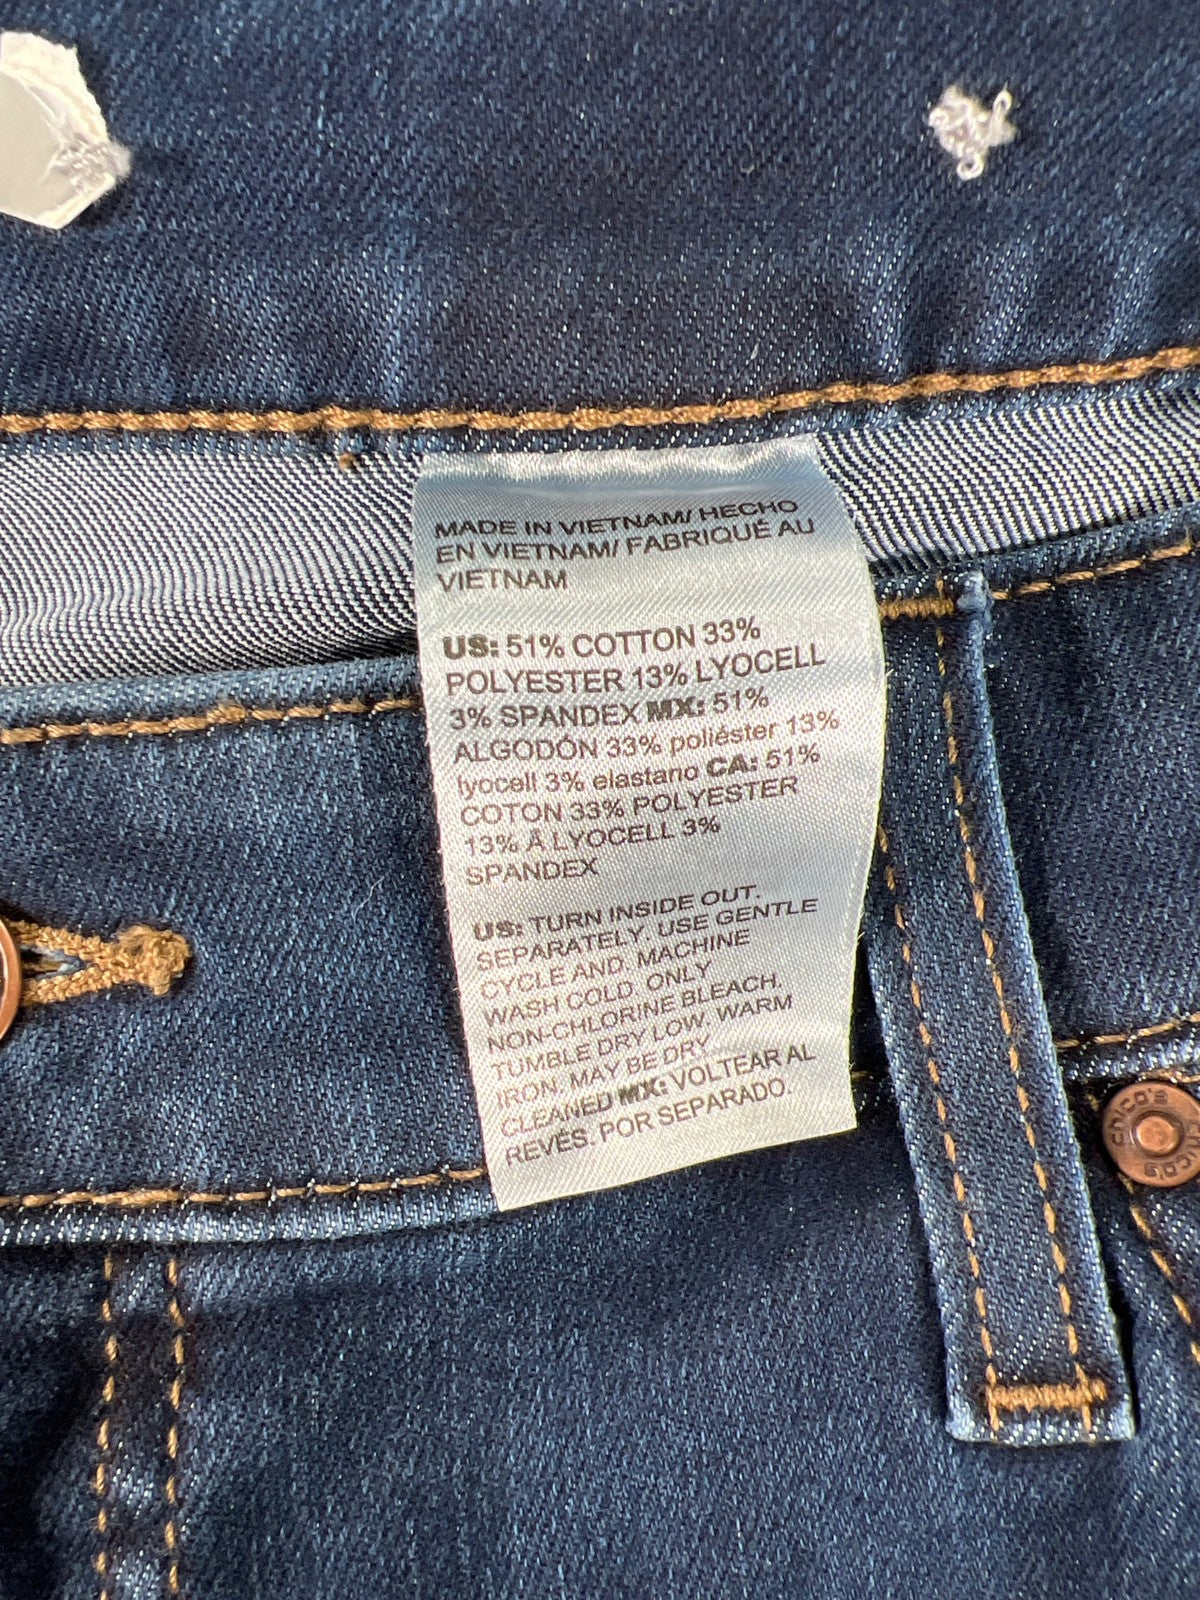 MADE IN VIETNAM/ HECHO
EN VIETNAM/ FABRIQUÉ AU
VIETNAM
US: 51% COTTON 33%
POLYESTER 13% LYOCELL
3% SPANDEX MX: 51%
ALGODÓN 33% poliéster 13%
lyocell 3% elastano CA: 51%
COTON 33% POLYESTER
13% Â LYOCELL 3%
SPANDEX
US: TURN INSIDE OUT.
SEPARATELY. USE GENTLE
CYCLE AND. MACHINE
WASH COLD. ONLY
NON-CHLORINE BLEACH.
TUMBLE DRY LOW. WARM
IRON. MAY BE DRY
CLEANED MX: VOLTEAR AL
REVÉS. POR SEPARADO.
chico's